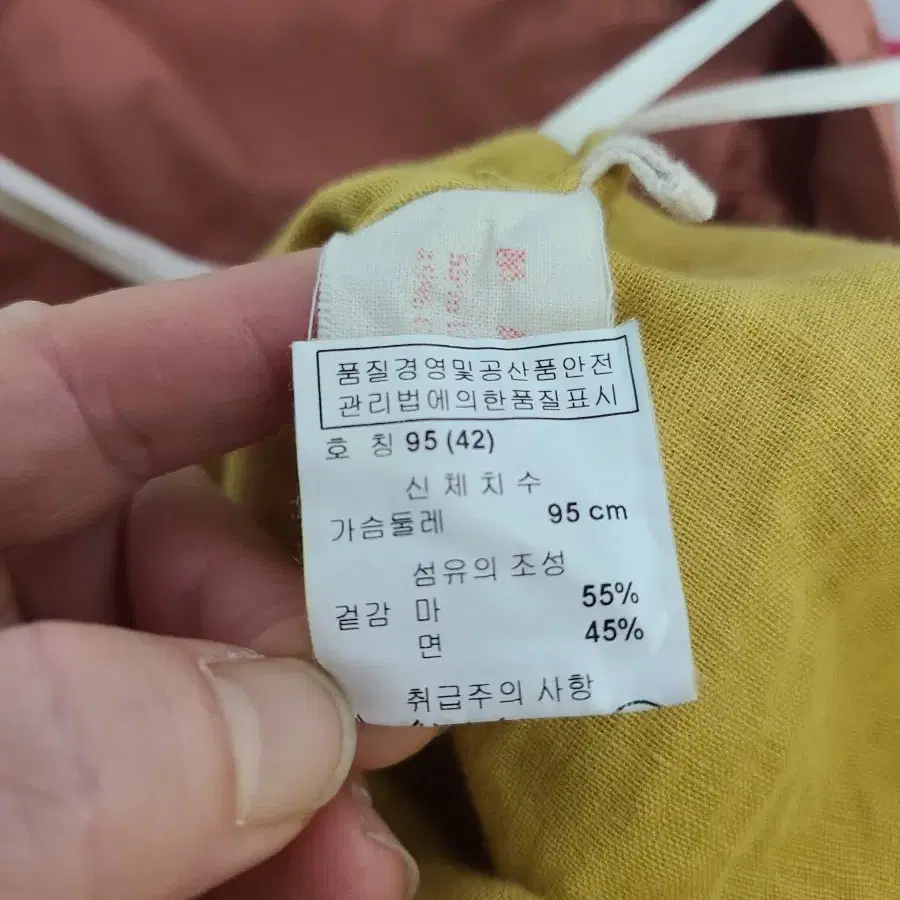 품질경영및공산품안전
관리법에의한품질표시
호 칭 95 (42)
신체치수
가슴둘레 95 cm
섬유의 조성
겉감 마 55%
면 45%
취급주의 사항